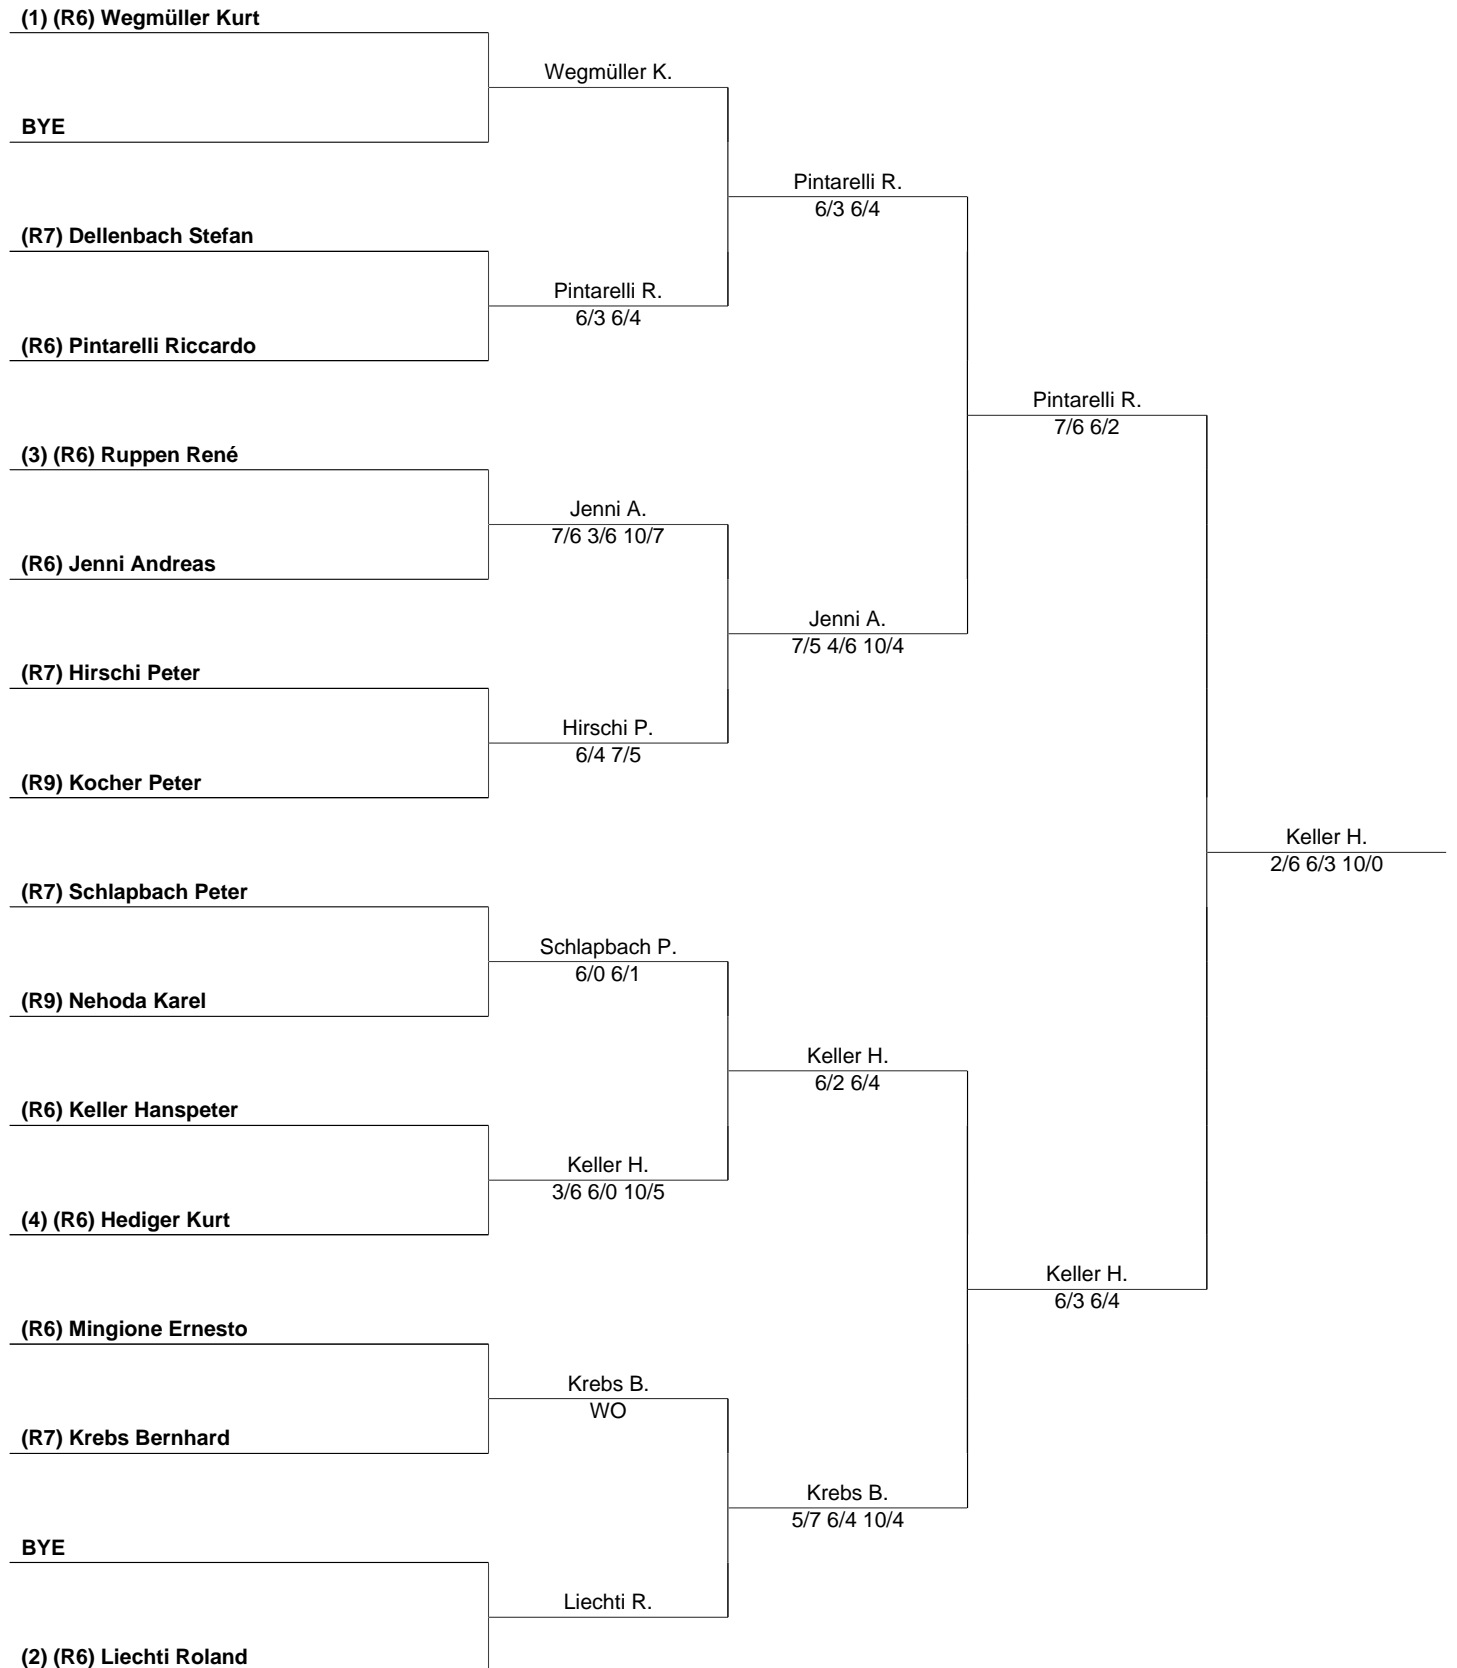 (1) (R6) Wegmüller Kurt
Wegmüller K.
BYE
Pintarelli R.
6/3 6/4
(R7) Dellenbach Stefan
Pintarelli R.
6/3 6/4
(R6) Pintarelli Riccardo
Pintarelli R.
7/6 6/2
(3) (R6) Ruppen René
Jenni A.
7/6 3/6 10/7
(R6) Jenni Andreas
Jenni A.
7/5 4/6 10/4
(R7) Hirschi Peter
Hirschi P.
6/4 7/5
(R9) Kocher Peter
Keller H.
2/6 6/3 10/0
(R7) Schlapbach Peter
Schlapbach P.
6/0 6/1
(R9) Nehoda Karel
Keller H.
6/2 6/4
(R6) Keller Hanspeter
Keller H.
3/6 6/0 10/5
(4) (R6) Hediger Kurt
Keller H.
6/3 6/4
(R6) Mingione Ernesto
Krebs B.
WO
(R7) Krebs Bernhard
Krebs B.
5/7 6/4 10/4
BYE
Liechti R.
(2) (R6) Liechti Roland